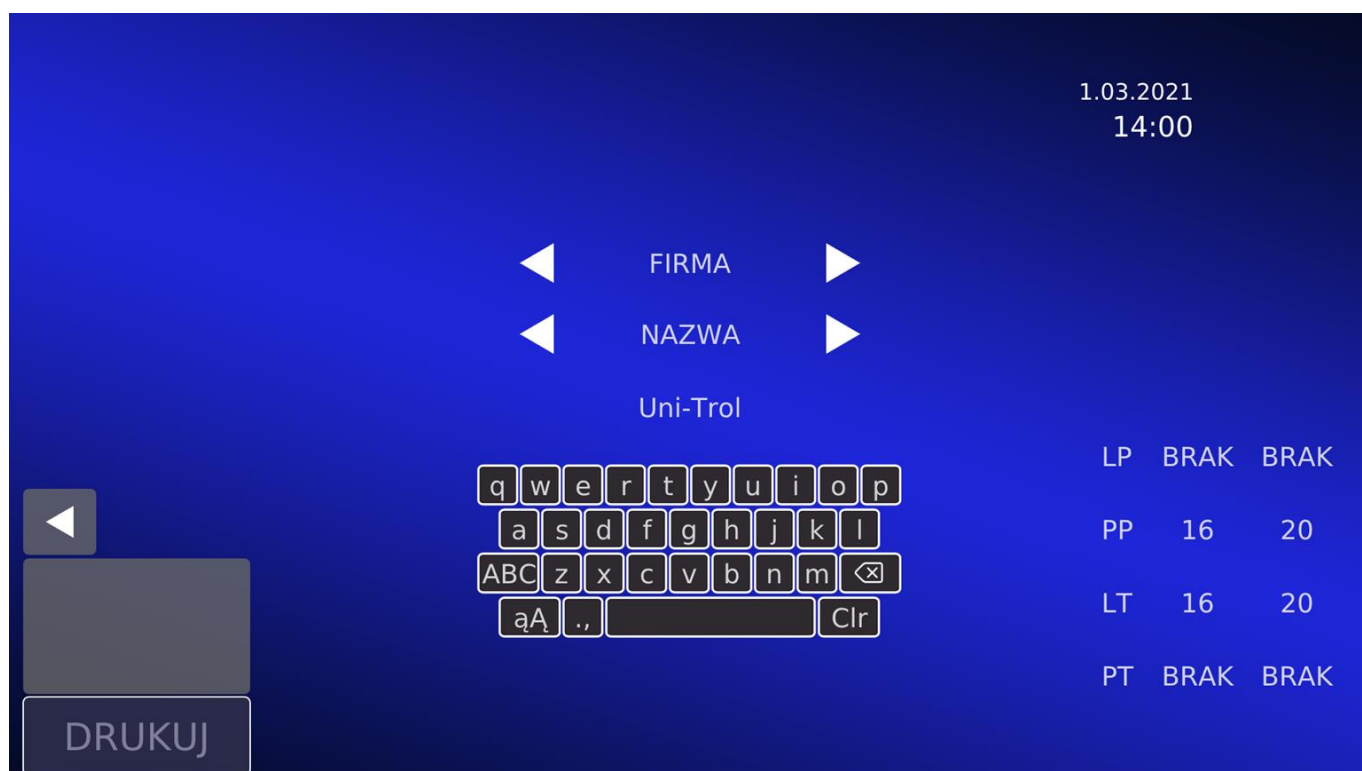 1.03.2021
14:00
FIRMA
NAZWA
Uni-Trol
q w e r t y u i o p
a s d f g h j k l
ABC z x c v b n m
ąĄ ., Clr
LP BRAK BRAK
PP 16 20
LT 16 20
PT BRAK BRAK
DRUKUJ